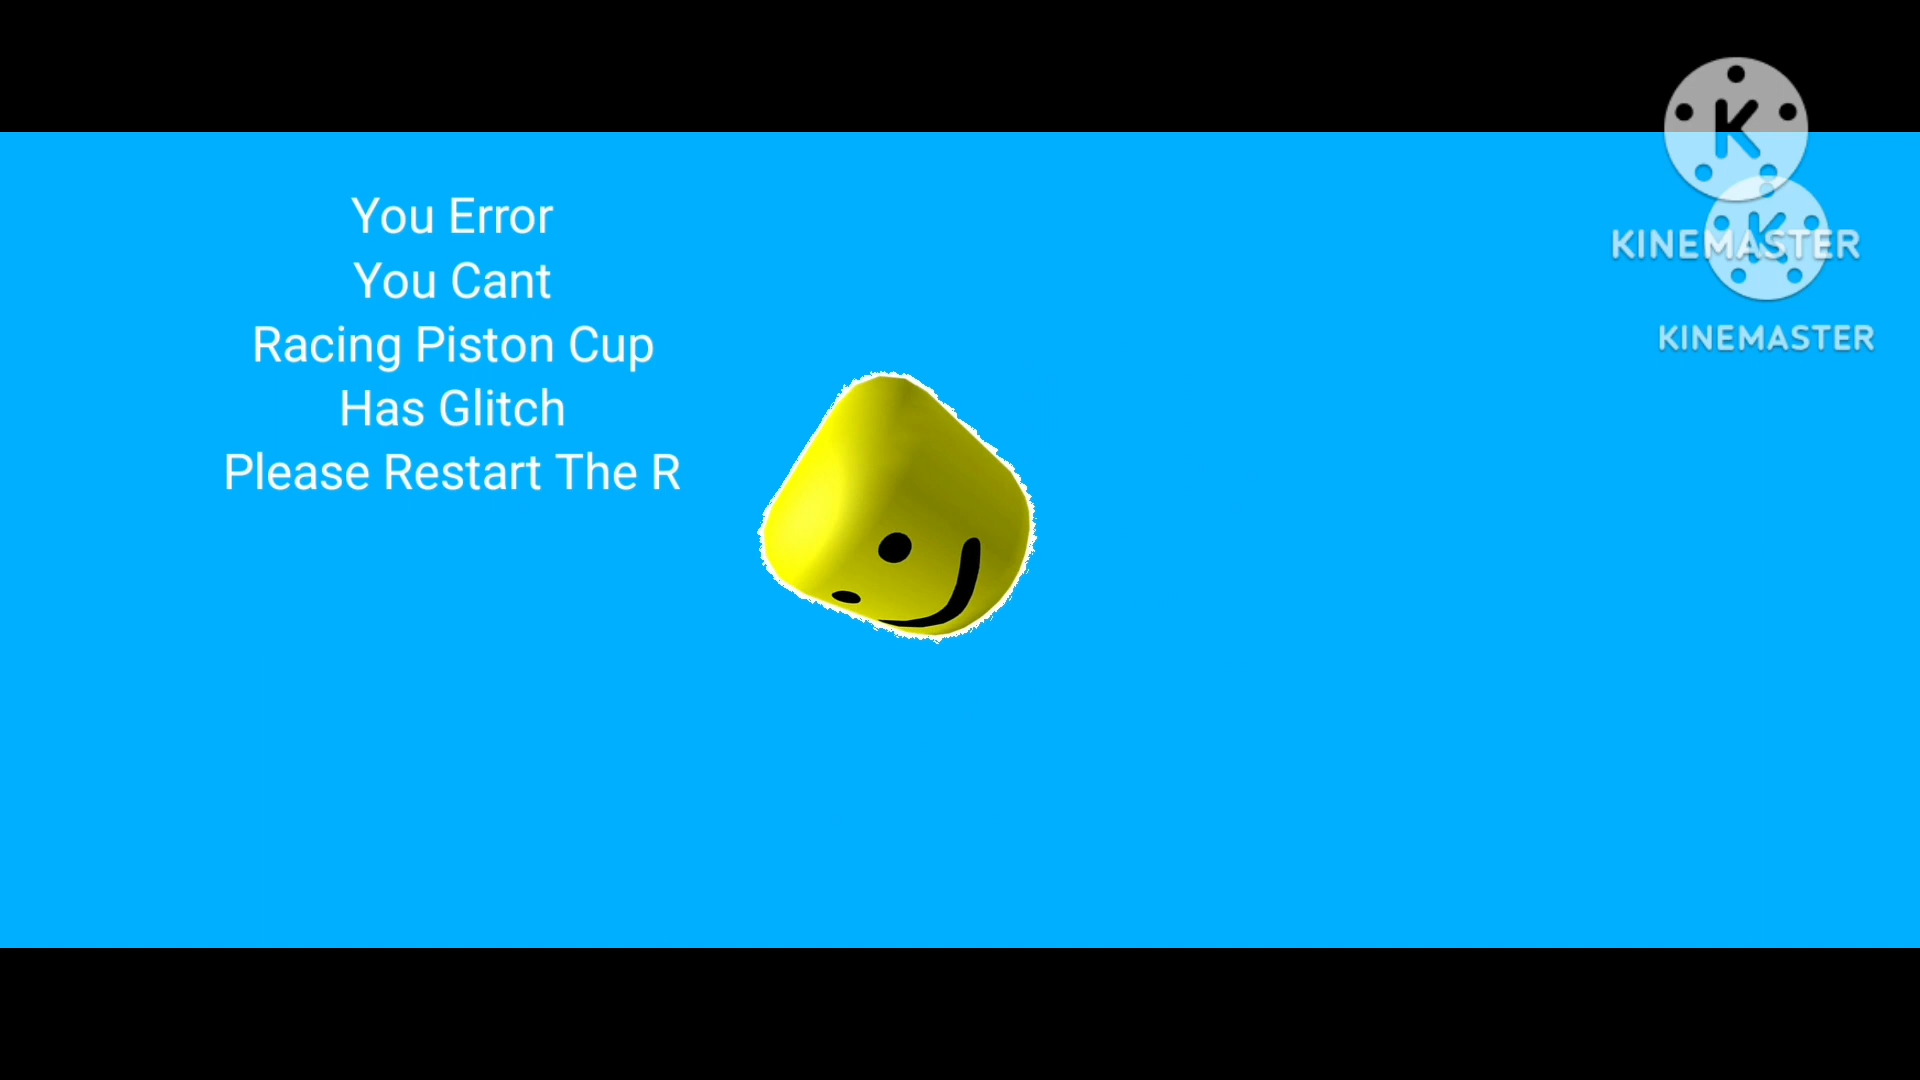 You Error
You Cant
Racing Piston Cup
Has Glitch
Please Restart The R
K
KINEMASTER
K
KINEMASTER